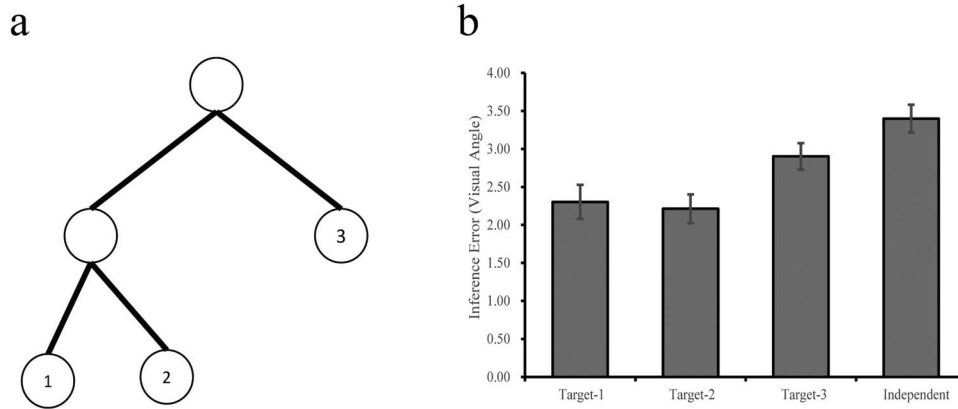 a
3
1
2
b
Inference Error (Visual Angle)
4.00
3.50
3.00
2.50
2.00
1.50
1.00
0.50
0.00
Target-1
Target-2
Target-3
Independent